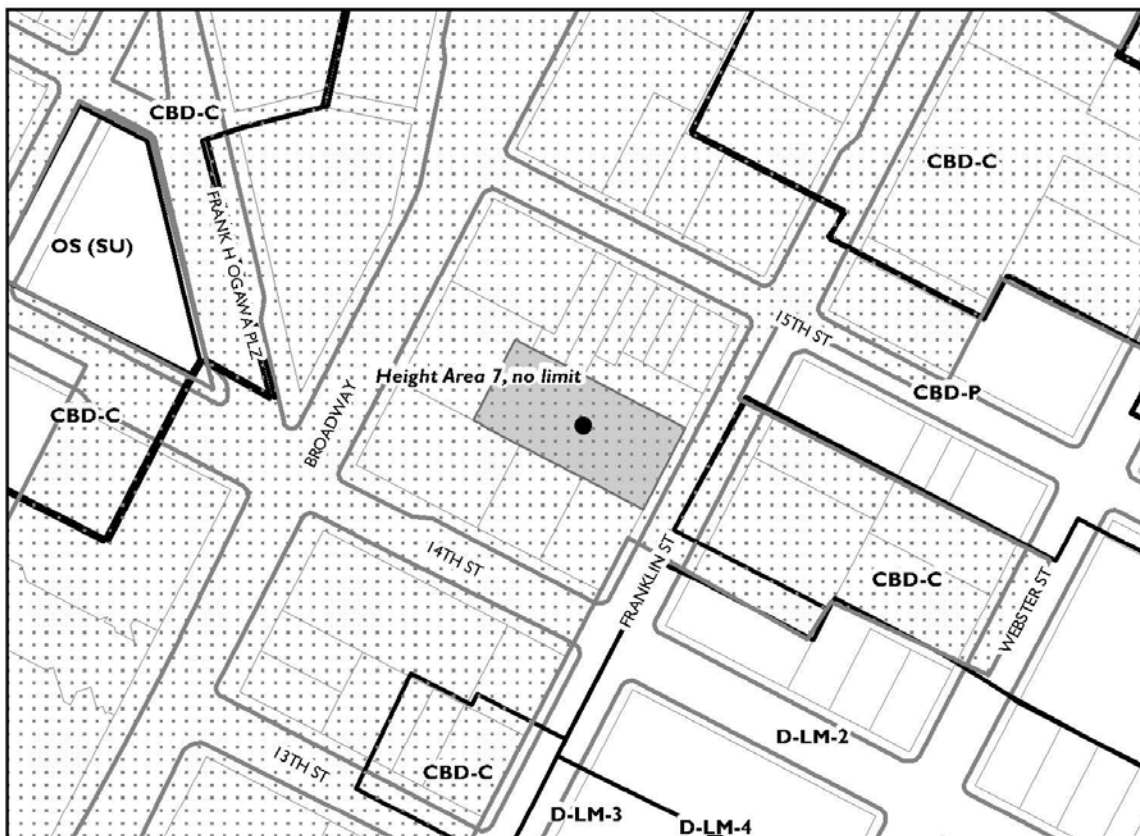 CBD-C
CBD-C
OS (SU)
FRANK H OGAWA PLZ
15TH ST
Height Area 7, no limit
CBD-P
CBD-C
BROADWAY
14TH ST
FRANKLIN ST
CBD-C
WEBSTER ST
D-LM-2
13TH ST
CBD-C
D-LM-3
D-LM-4